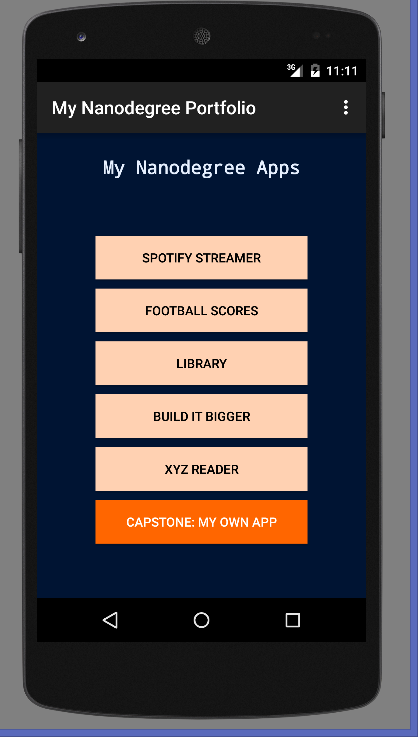 3G 11:11
My Nanodegree Portfolio
My Nanodegree Apps
SPOTIFY STREAMER
FOOTBALL SCORES
LIBRARY
BUILD IT BIGGER
XYZ READER
CAPSTONE: MY OWN APP